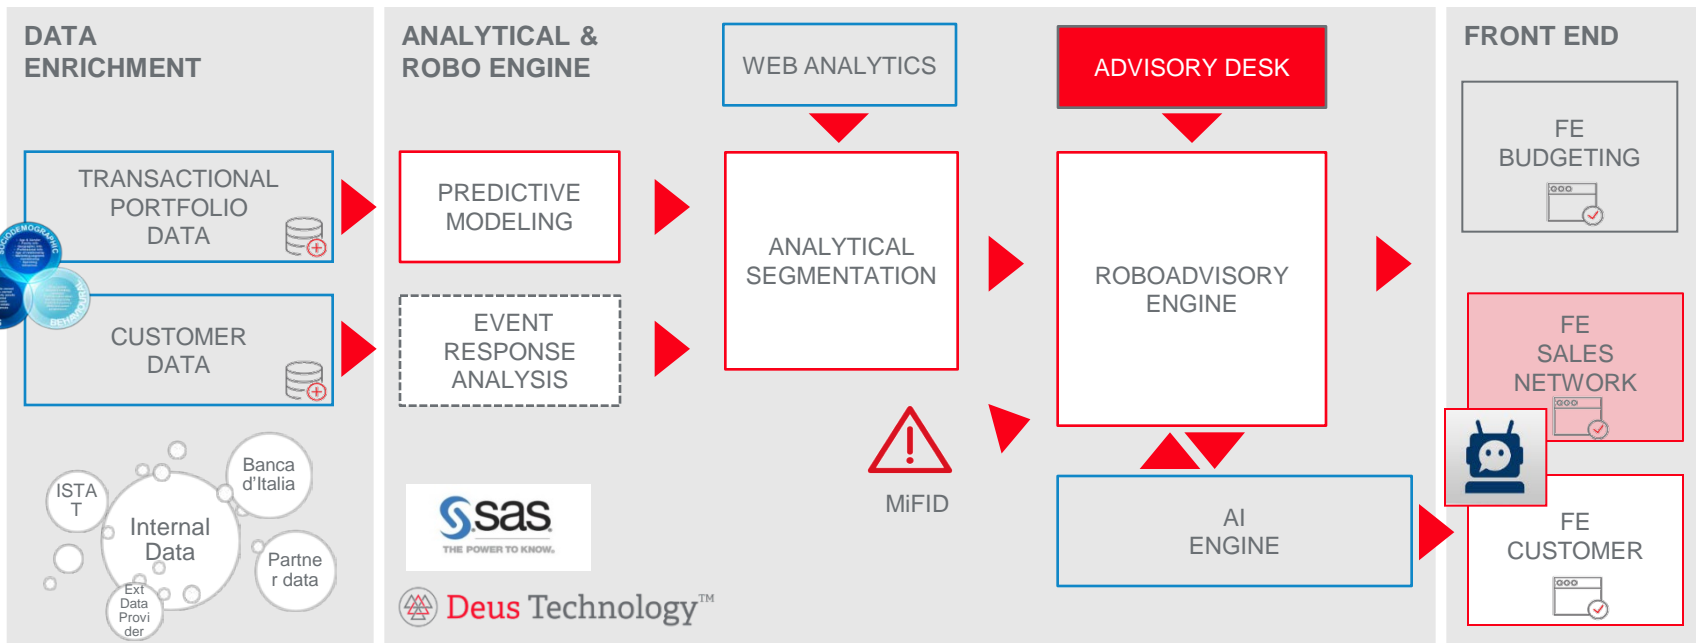 DATA
ENRICHMENT
TRANSACTIONAL
PORTFOLIO
DATA
SOCIODEMOGRAPHIC
BEHAVIOURAL
CUSTOMER
DATA
ISTA
T
Banca
d'Italia
Internal
Data
Partne
r data
Ext
Data
Provi
der
ANALYTICAL &
ROBO ENGINE
WEB ANALYTICS
ADVISORY DESK
PREDICTIVE
MODELING
EVENT
RESPONSE
ANALYSIS
ANALYTICAL
SEGMENTATION
ROBOADVISORY
ENGINE
MiFID
AI
ENGINE
sas
THE POWER TO KNOW.
Deus Technology™
FRONT END
FE
BUDGETING
FE
SALES
NETWORK
FE
CUSTOMER